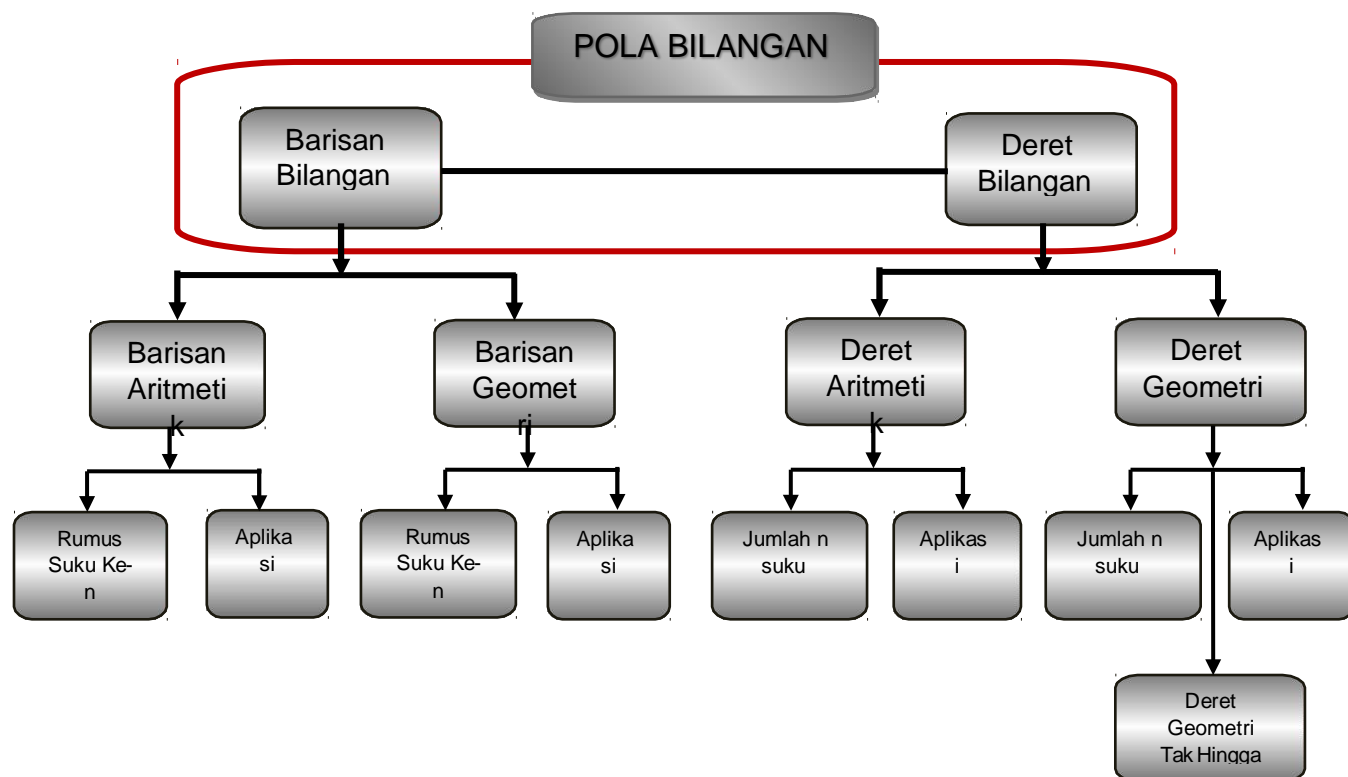 POLA BILANGAN
Barisan
Bilangan
Deret
Bilangan
Barisan
Aritmeti
k
Barisan
Geomet
ri
Deret
Aritmeti
k
Deret
Geometri
Rumus
Suku Ke-
n
Aplika
si
Rumus
Suku Ke-
n
Aplika
si
Jumlah n
suku
Aplikas
i
Jumlah n
suku
Aplikas
i
Deret
Geometri
Tak Hingga